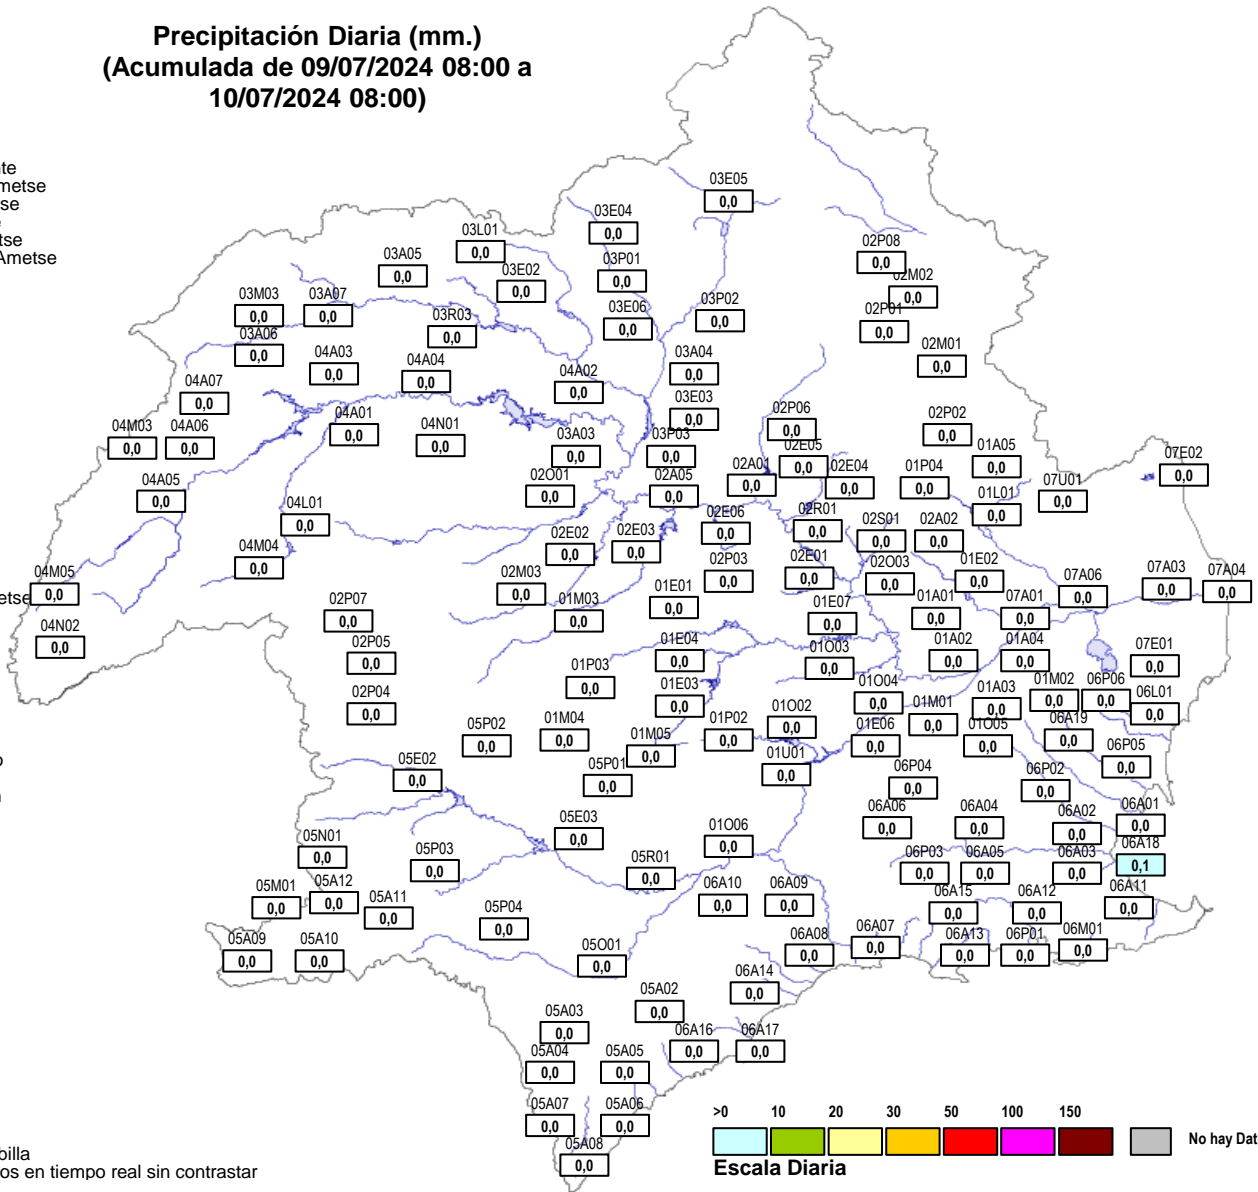 Precipitación Diaria (mm.)
(Acumulada de 09/07/2024 08:00 a
10/07/2024 08:00)
03E05
0,0
03E04
0,0
03L01
0,0
03A05
0,0
03P01
0,0
03E02
0,0
02P08
0,0
02M02
0,0
03M03
0,0
03A07
0,0
03R03
0,0
03E06
0,0
03P02
0,0
02P01
0,0
03A06
0,0
04A03
0,0
04A04
0,0
04A02
0,0
03A04
0,0
02M01
0,0
04A07
0,0
04A01
0,0
04N01
0,0
03E03
0,0
02P06
0,0
02P02
0,0
04M03
0,0
04A06
0,0
03A03
0,0
03P03
0,0
02E05
0,0
01A05
0,0
07E02
0,0
04A05
0,0
02O01
0,0
02A05
0,0
02A01
0,0
02E04
0,0
01P04
0,0
07U01
0,0
04L01
0,0
01L01
0,0
02E06
0,0
02R01
0,0
02S01
0,0
02A02
0,0
02E02
0,0
02E03
0,0
04M04
0,0
04M05
0,0
02M03
0,0
02P03
0,0
02E01
0,0
02O03
0,0
01E02
0,0
07A06
0,0
07A03
0,0
07A04
0,0
02P07
0,0
01M03
0,0
01E01
0,0
01E07
0,0
01A01
0,0
07A01
0,0
04N02
0,0
02P05
0,0
01E04
0,0
01O03
0,0
01A02
0,0
01A04
0,0
07E01
0,0
02P04
0,0
01P03
0,0
01E03
0,0
01O04
0,0
01M01
0,0
01A03
0,0
01M02
0,0
06P06
0,0
06L01
0,0
05P02
0,0
01M04
0,0
01M05
0,0
01P02
0,0
01O02
0,0
01E06
0,0
01O05
0,0
06A19
0,0
06P05
0,0
05E02
0,0
05P01
0,0
01U01
0,0
06P04
0,0
06P02
0,0
05E03
0,0
01O06
0,0
06A06
0,0
06A04
0,0
06A02
0,0
06A01
0,0
05N01
0,0
05P03
0,0
05R01
0,0
06P03
0,0
06A05
0,0
06A03
0,0
06A18
0,1
05M01
0,0
05A12
0,0
05A11
0,0
06A10
0,0
06A09
0,0
06A15
0,0
06A12
0,0
06A11
0,0
05P04
0,0
05A09
0,0
05A10
0,0
05O01
0,0
06A08
0,0
06A07
0,0
06A13
0,0
06P01
0,0
06M01
0,0
06A14
0,0
05A02
0,0
05A03
0,0
06A16
0,0
06A17
0,0
05A04
0,0
05A05
0,0
05A07
0,0
05A06
0,0
05A08
0,0
>0 10 20 30 50 100 150
No hay Dat
Escala Diaria
os en tiempo real sin contrastar